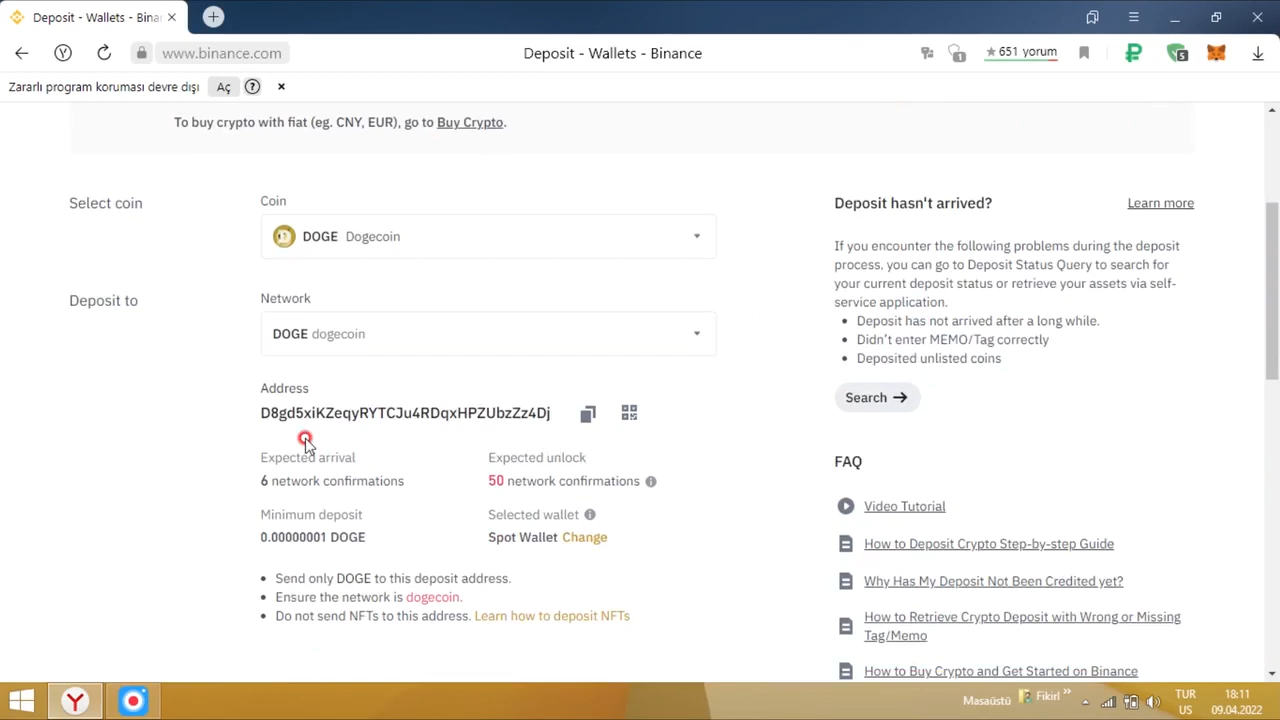 Deposit - Wallets - Binan
www.binance.com
Deposit - Wallets - Binance
651 yorum
1
5
Zararlı program koruması devre dışı
Aç
?
To buy crypto with fiat (eg. CNY, EUR), go to Buy Crypto.
Select coin
Coin
DOGE Dogecoin
Deposit to
Network
DOGE dogecoin
Address
D8gd5xiKZeqyRYTCJu4RDqxHPZUbzZz4Dj
Expected arrival
6 network confirmations
Expected unlock
50 network confirmations
Minimum deposit
0.00000001 DOGE
Selected wallet
Spot Wallet Change
Send only DOGE to this deposit address.
Ensure the network is dogecoin.
Do not send NFTs to this address. Learn how to deposit NFTs
Deposit hasn't arrived?
Learn more
If you encounter the following problems during the deposit
process, you can go to Deposit Status Query to search for
your current deposit status or retrieve your assets via self-
service application.
Deposit has not arrived after a long while.
Didn't enter MEMO/Tag correctly
Deposited unlisted coins
Search
FAQ
Video Tutorial
How to Deposit Crypto Step-by-step Guide
Why Has My Deposit Not Been Credited yet?
How to Retrieve Crypto Deposit with Wrong or Missing
Tag/Memo
How to Buy Crypto and Get Started on Binance
Masaüstü
Fikirl
TUR
US
18:11
09.04.2022